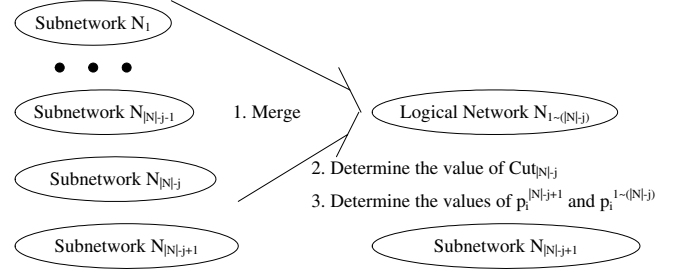 Subnetwork N₁
Subnetwork N|N|-j-1
1. Merge
Logical Network N1~(|N|-j)
Subnetwork N|N|-j
2. Determine the value of Cut|N|-j
3. Determine the values of pi|N|-j+1 and pi1~(|N|-j)
Subnetwork N|N|-j+1
Subnetwork N|N|-j+1